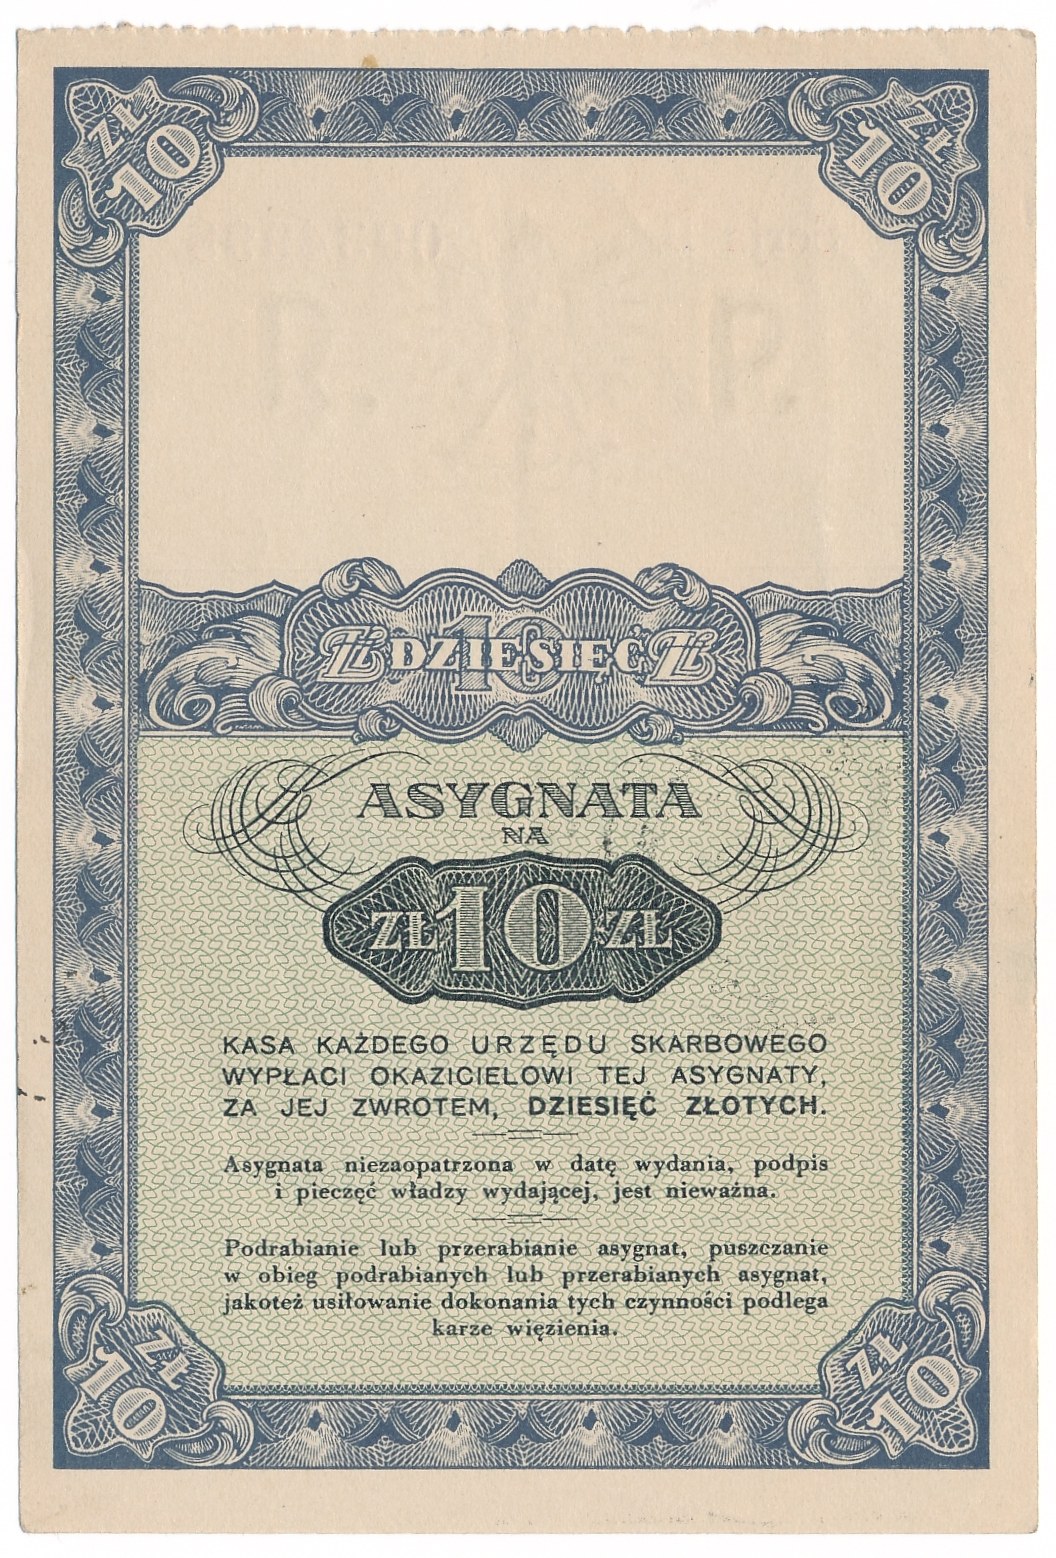 ZŁ 10
10 ZŁ
ZŁ DZIESIĘĆ ZŁ
10
ASYGNATA
NA
ZŁ 10 ZŁ
KASA KAŻDEGO URZĘDU SKARBOWEGO
WYPŁACI OKAZICIELOWI TEJ ASYGNATY,
ZA JEJ ZWROTEM, DZIESIĘĆ ZŁOTYCH.
Asygnata niezaopatrzona w datę wydania, podpis
i pieczęć władzy wydającej, jest nieważna.
Podrabianie lub przerabianie asygnat, puszczanie
w obieg podrabianych lub przerabianych asygnat,
jakoteż usiłowanie dokonania tych czynności podlega
karze więzienia.
10 ZŁ
ZŁ 10